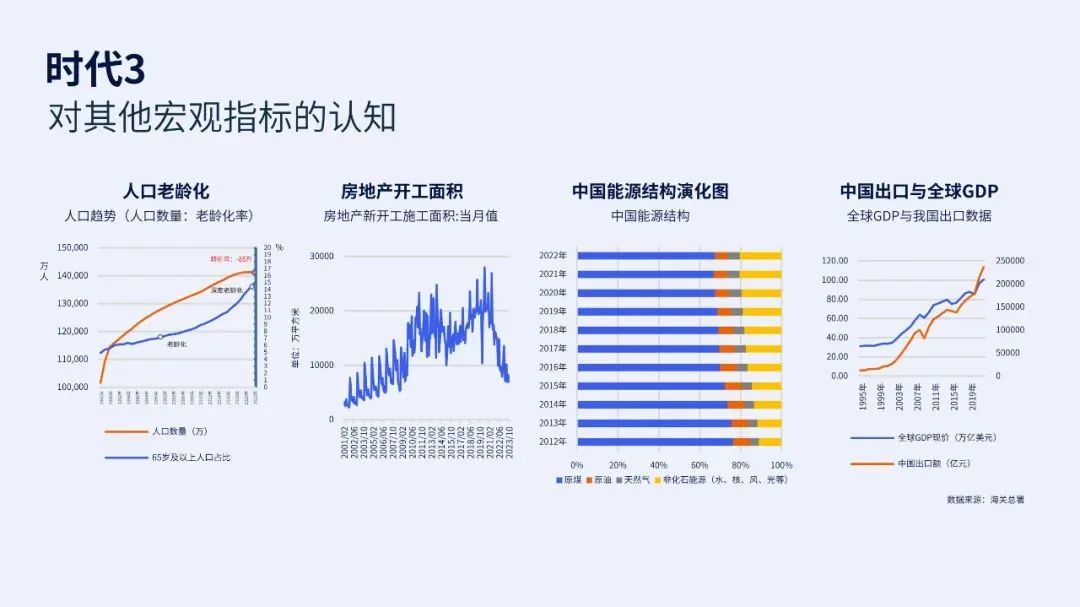 时代3
对其他宏观指标的认知
人口老龄化
人口趋势（人口数量：老龄化率）
万人
150,000
140,000
130,000
120,000
110,000
100,000
20 %
19
18
17
16
15
14
13
12
11
10
9
8
7
6
5
4
3
2
1
0
深度老龄化
老龄化
人口数量（万）
65岁及以上人口占比
房地产开工面积
房地产新开工施工面积:当月值
单位：万平方米
30000
20000
10000
0
2001/02
2002/06
2003/10
2005/02
2006/06
2007/10
2009/02
2010/06
2011/10
2013/02
2014/06
2015/10
2017/02
2018/06
2019/10
2021/02
2022/06
2023/10
中国能源结构演化图
中国能源结构
2022年
2021年
2020年
2019年
2018年
2017年
2016年
2015年
2014年
2013年
2012年
0% 20% 40% 60% 80% 100%
原煤 原油 天然气 非化石能源（水、核、风、光等）
中国出口与全球GDP
全球GDP与我国出口数据
120.00
100.00
80.00
60.00
40.00
20.00
0.00
250000
200000
150000
100000
50000
0
1995年
1999年
2003年
2007年
2011年
2015年
2019年
全球GDP现价（万亿美元）
中国出口额（亿元）
数据来源：海关总署